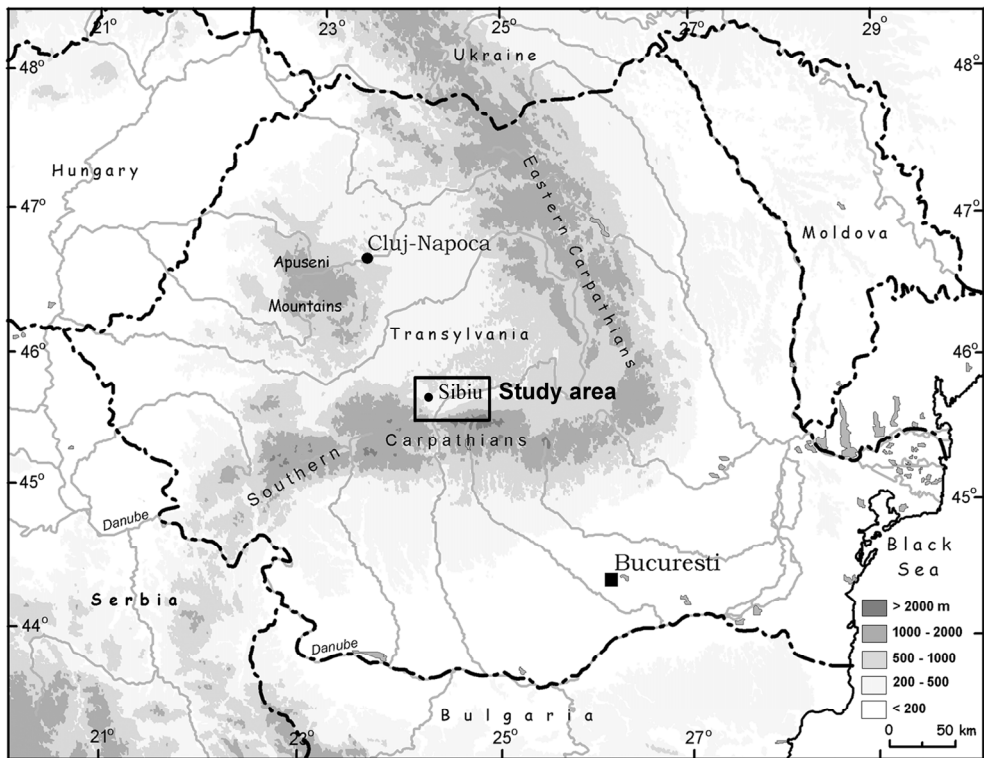 21° 23° 25° 27° 29°
48° Ukraine 48°
Hungary
47° 47°
Eastern Carpathians
Moldova
Cluj-Napoca
Apuseni
Mountains
Transylvania
46° 46°
Sibiu Study area
Southern Carpathians
45° 45°
Danube
Black
Sea
Bucuresti
Serbia
> 2000 m
1000 - 2000
500 - 1000
200 - 500
< 200
44°
Danube
Bulgaria
0 50 km
21° 23° 25° 27° 29°